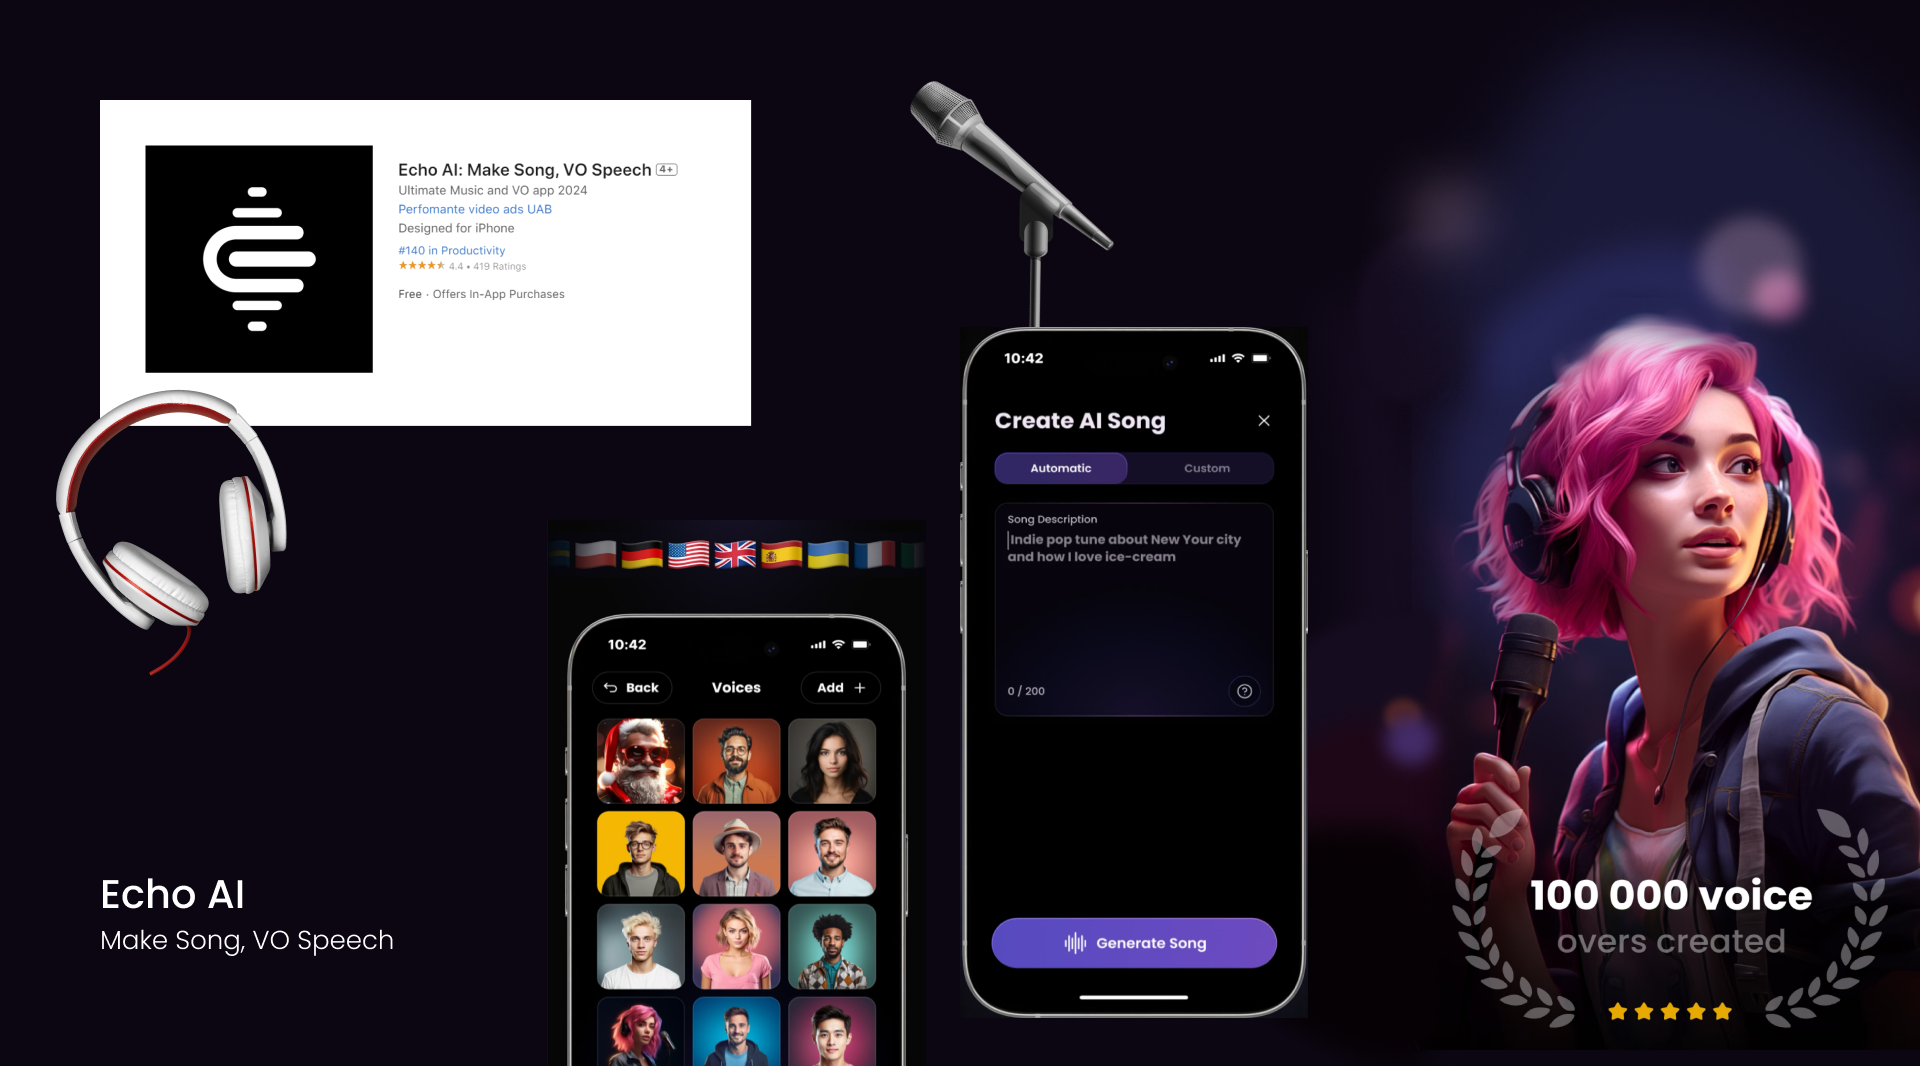 Echo AI: Make Song, VO Speech 4+
Ultimate Music and VO app 2024
Perfomante video ads UAB
Designed for iPhone
#140 in Productivity
4.4 • 419 Ratings
Free · Offers In-App Purchases
Echo AI
Make Song, VO Speech
10:42
Back
Voices
Add +
10:42
Create AI Song
Automatic
Custom
Song Description
Indie pop tune about New Your city
and how I love ice-cream
0 / 200
Generate Song
100 000 voice
overs created